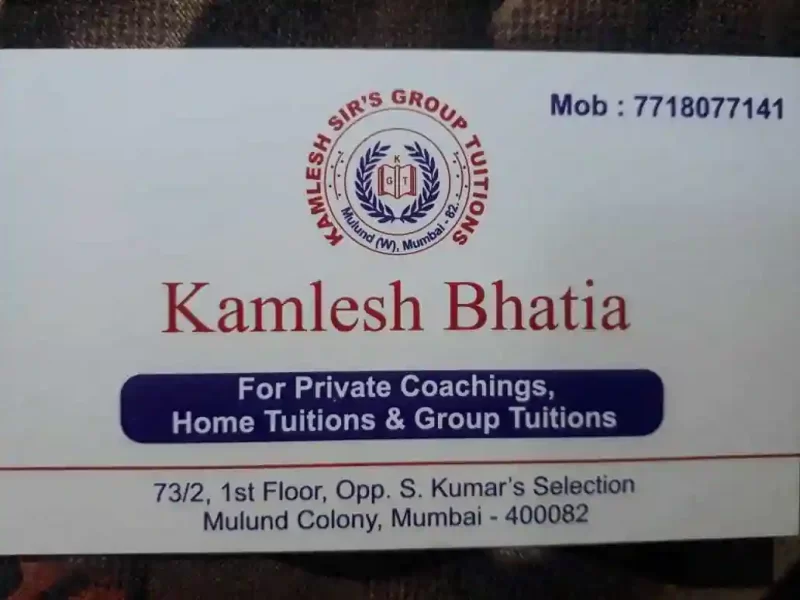 Mob : 7718077141
KAMLESH SIR'S GROUP TUITIONS
K
G T
Mulund (W), Mumbai - 82.
Kamlesh Bhatia
For Private Coachings,
Home Tuitions & Group Tuitions
73/2, 1st Floor, Opp. S. Kumar's Selection
Mulund Colony, Mumbai - 400082